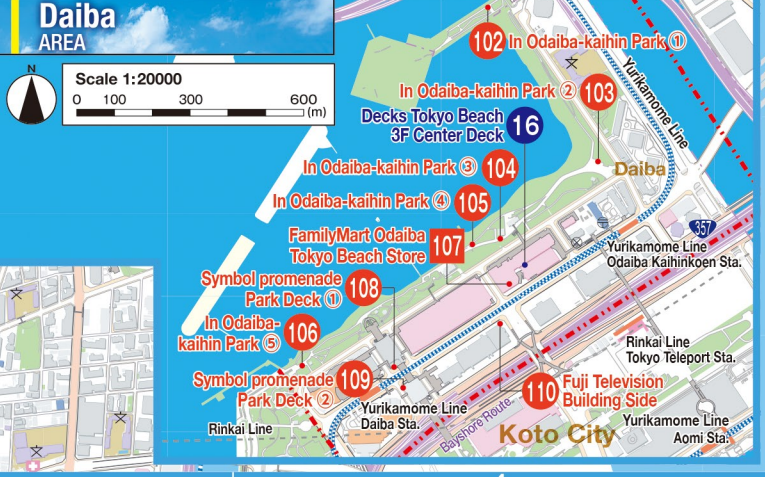 Daiba
AREA
N
Scale 1:20000
0 100 300 600
(m)
102 In Odaiba-kaihin Park ①
In Odaiba-kaihin Park ② 103
Yurikamome Line
Decks Tokyo Beach
3F Center Deck 16
In Odaiba-kaihin Park ③ 104
Daiba
In Odaiba-kaihin Park ④ 105
357
FamilyMart Odaiba
Tokyo Beach Store 107
Yurikamome Line
Odaiba Kaihinkoen Sta.
Symbol promenade
Park Deck ① 108
In Odaiba-
kaihin Park ⑤ 106
Rinkai Line
Tokyo Teleport Sta.
Symbol promenade
Park Deck ② 109
110 Fuji Television
Building Side
Yurikamome Line
Daiba Sta.
Bayshore Route
Rinkai Line
Koto City
Yurikamome Line
Aomi Sta.